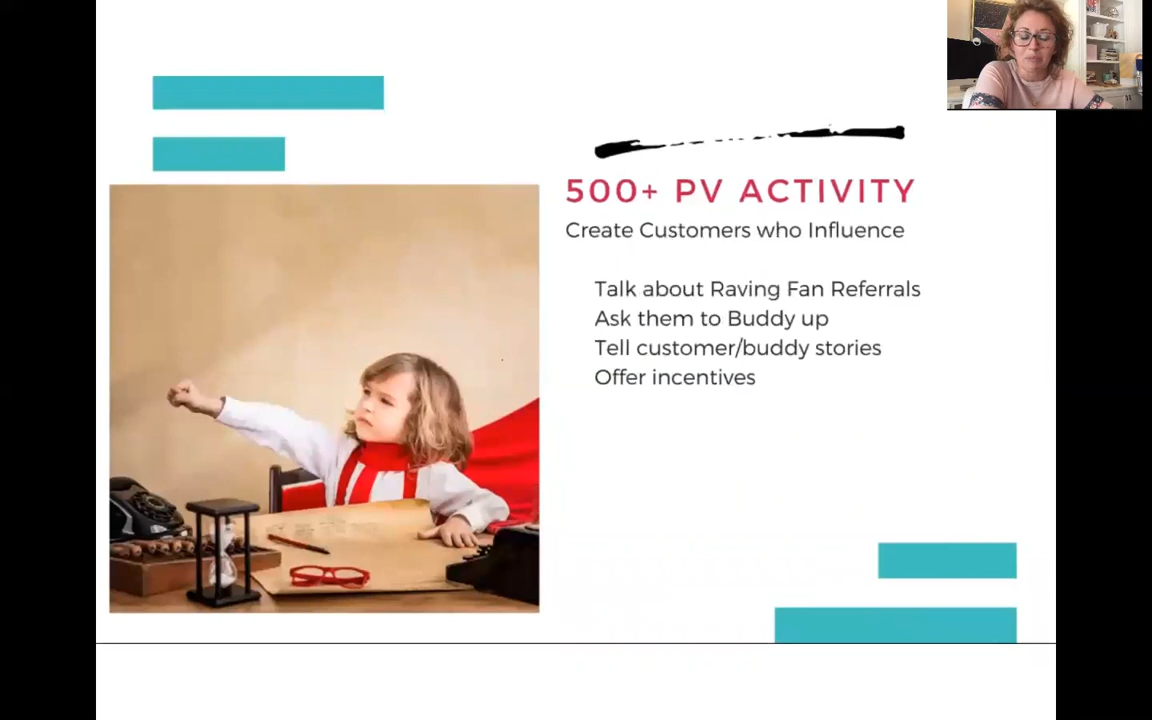 500+ PV ACTIVITY
Create Customers who Influence
Talk about Raving Fan Referrals
Ask them to Buddy up
Tell customer/buddy stories
Offer incentives